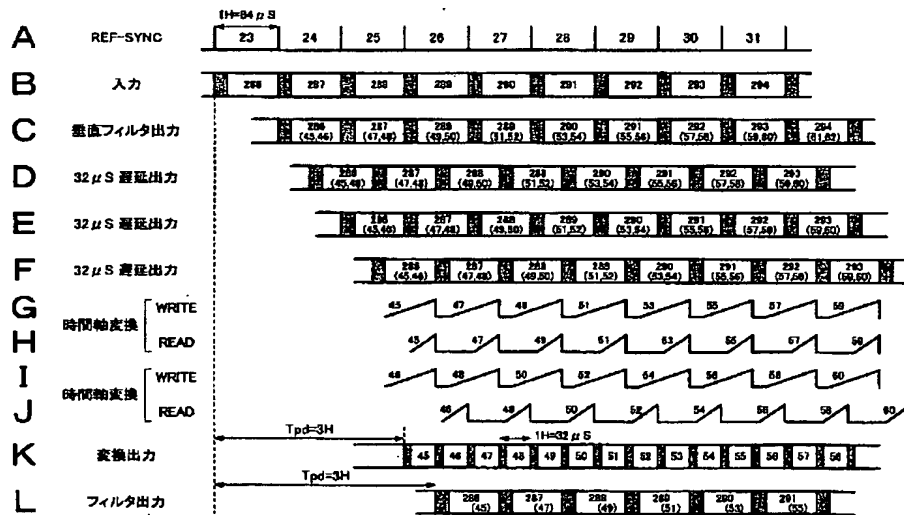 1H=64μS
A REF-SYNC 23 24 25 26 27 28 29 30 31
B 入力 286 287 288 289 290 291 292 293 294
C 垂直フィルタ出力 286 287 288 289 290 291 292 293 294
(45,46) (47,48) (49,50) (51,52) (53,54) (55,56) (57,58) (59,60) (61,62)
D 32μS 遅延出力 286 287 288 289 290 291 292 293
(45,46) (47,48) (49,50) (51,52) (53,54) (55,56) (57,58) (59,60)
E 32μS 遅延出力 286 287 288 289 290 291 292 293
(45,46) (47,48) (49,50) (51,52) (53,54) (55,56) (57,58) (59,60)
F 32μS 遅延出力 286 287 288 289 290 291 292 293
(45,46) (47,48) (49,50) (51,52) (53,54) (55,56) (57,58) (59,60)
G WRITE 45 47 49 51 53 55 57 59
時間軸変換
H READ 45 47 49 51 53 55 57 59
I WRITE 46 48 50 52 54 56 58 60
時間軸変換
J READ 46 48 50 52 54 56 58 60
Tpd=3H 1H=32μS
K 変換出力 45 46 47 48 49 50 51 52 53 54 55 56 57 58
Tpd=3H
L フィルタ出力 286 287 288 289 290 291
(45) (47) (49) (51) (53) (55)